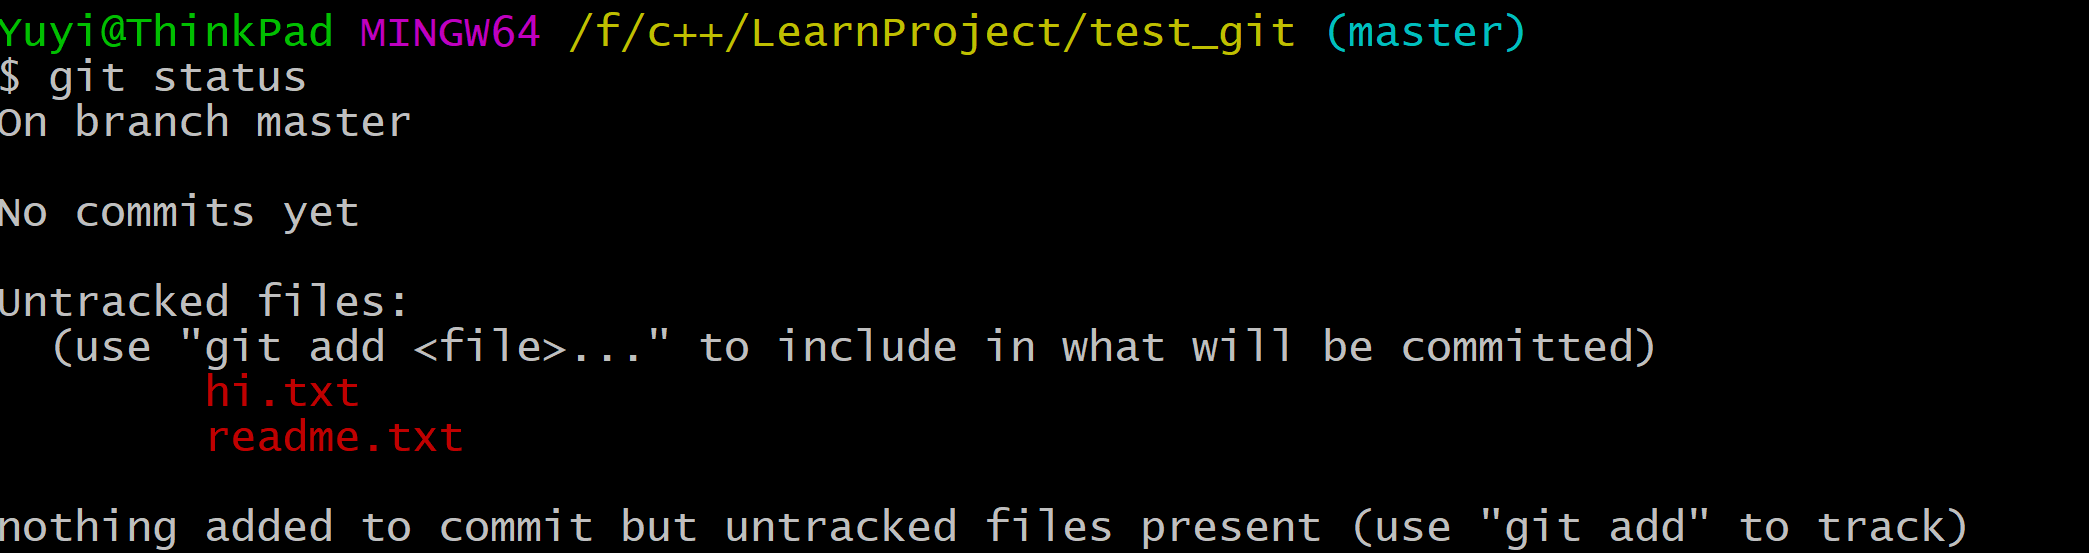 Yuyi@ThinkPad MINGW64 /f/c++/LearnProject/test_git (master)
$ git status
On branch master
No commits yet
Untracked files:
(use "git add <file>..." to include in what will be committed)
hi.txt
readme.txt
nothing added to commit but untracked files present (use "git add" to track)